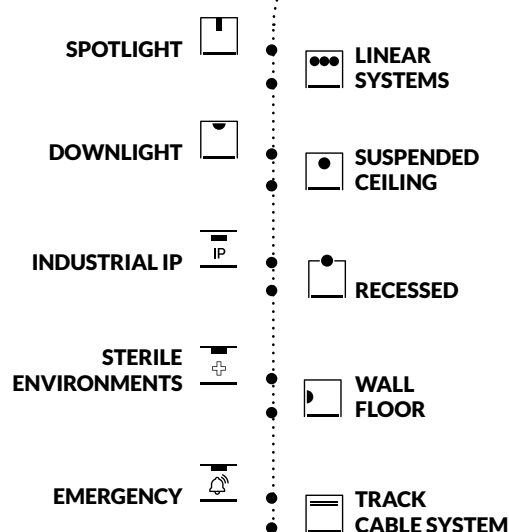 SPOTLIGHT
LINEAR
SYSTEMS
DOWNLIGHT
SUSPENDED
CEILING
IP
INDUSTRIAL IP
RECESSED
STERILE
ENVIRONMENTS
WALL
FLOOR
EMERGENCY
TRACK
CABLE SYSTEM